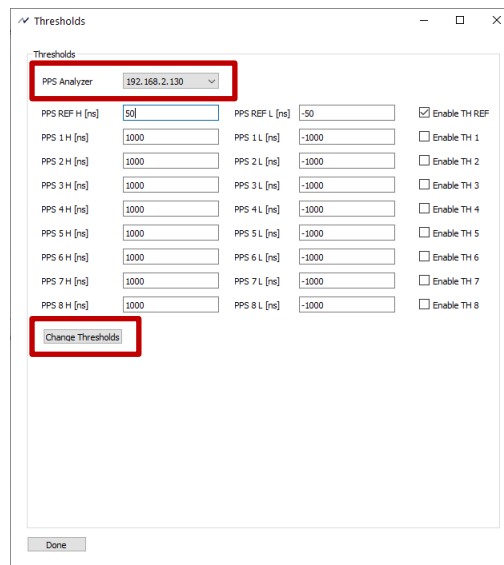 Thresholds
Thresholds
PPS Analyzer 192.168.2.130
PPS REF H [ns] 50 PPS REF L [ns] -50 Enable TH REF
PPS 1 H [ns] 1000 PPS 1 L [ns] -1000 Enable TH 1
PPS 2 H [ns] 1000 PPS 2 L [ns] -1000 Enable TH 2
PPS 3 H [ns] 1000 PPS 3 L [ns] -1000 Enable TH 3
PPS 4 H [ns] 1000 PPS 4 L [ns] -1000 Enable TH 4
PPS 5 H [ns] 1000 PPS 5 L [ns] -1000 Enable TH 5
PPS 6 H [ns] 1000 PPS 6 L [ns] -1000 Enable TH 6
PPS 7 H [ns] 1000 PPS 7 L [ns] -1000 Enable TH 7
PPS 8 H [ns] 1000 PPS 8 L [ns] -1000 Enable TH 8
Change Thresholds
Done